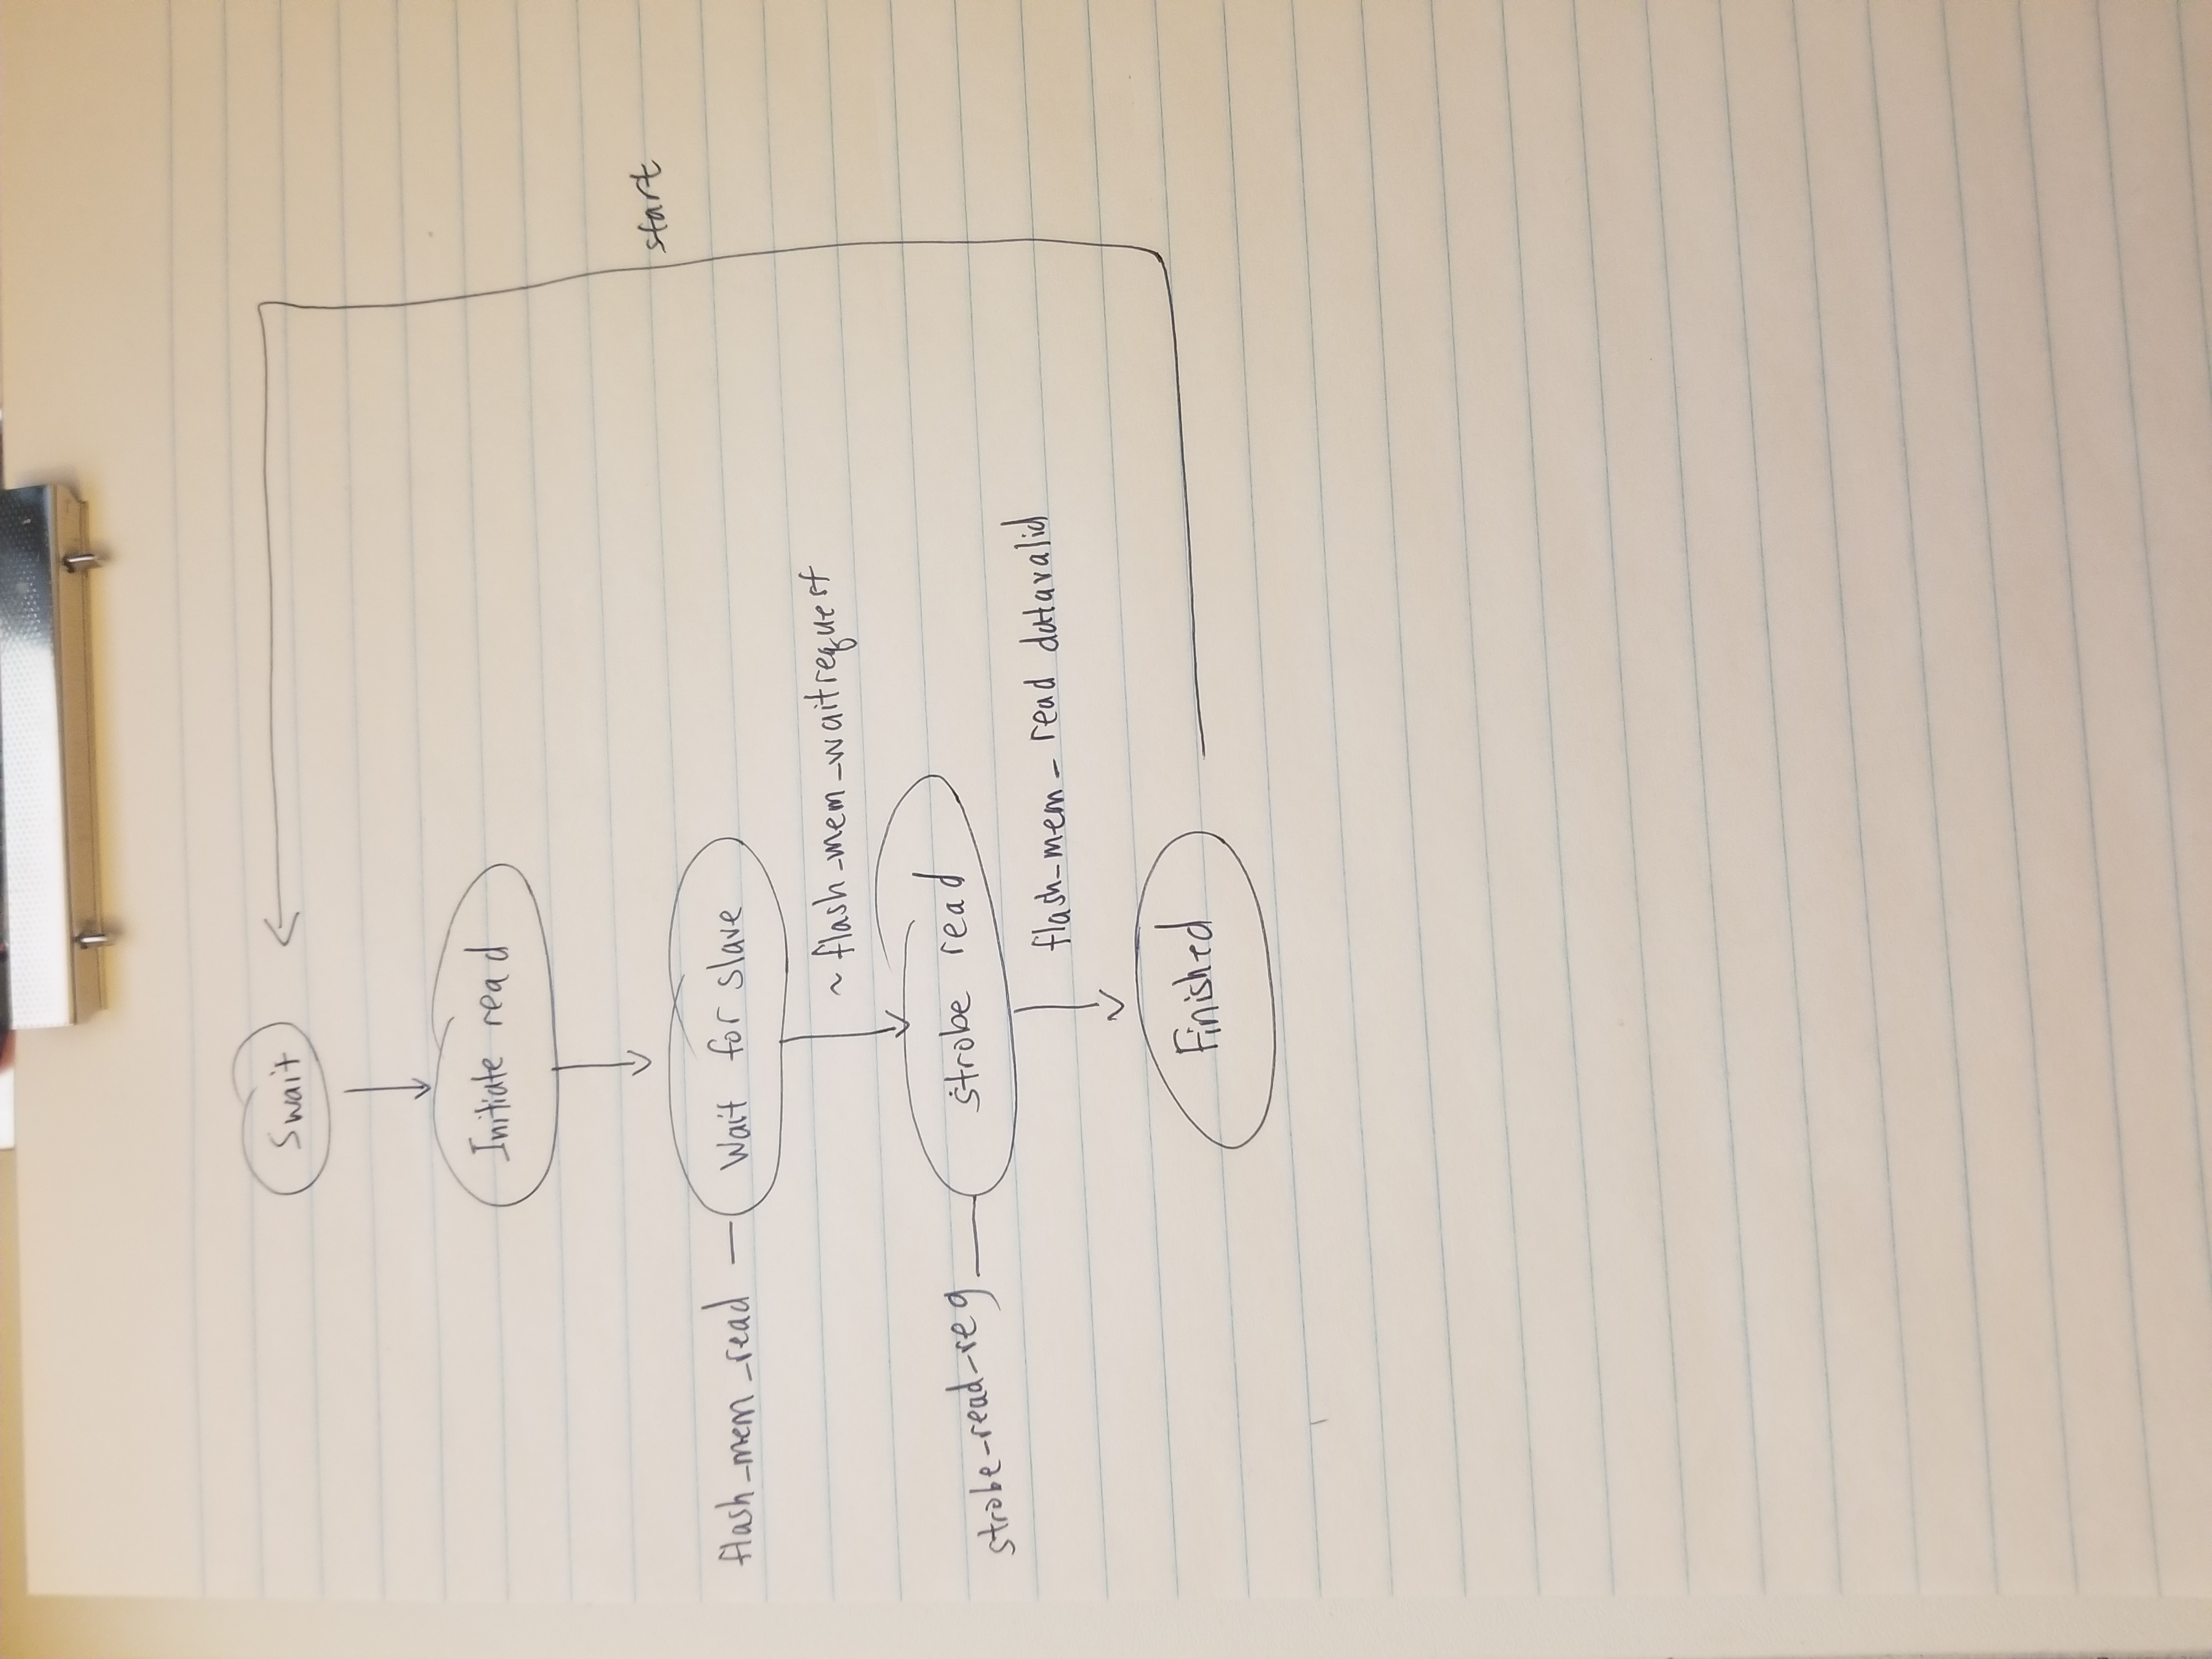 Swait
Initiate read
start
flash_mem_read
Wait for slave
~ flash_mem_waitrequest
strobe read
strobe-read-reg
flash_mem_ read datavalid
Finished